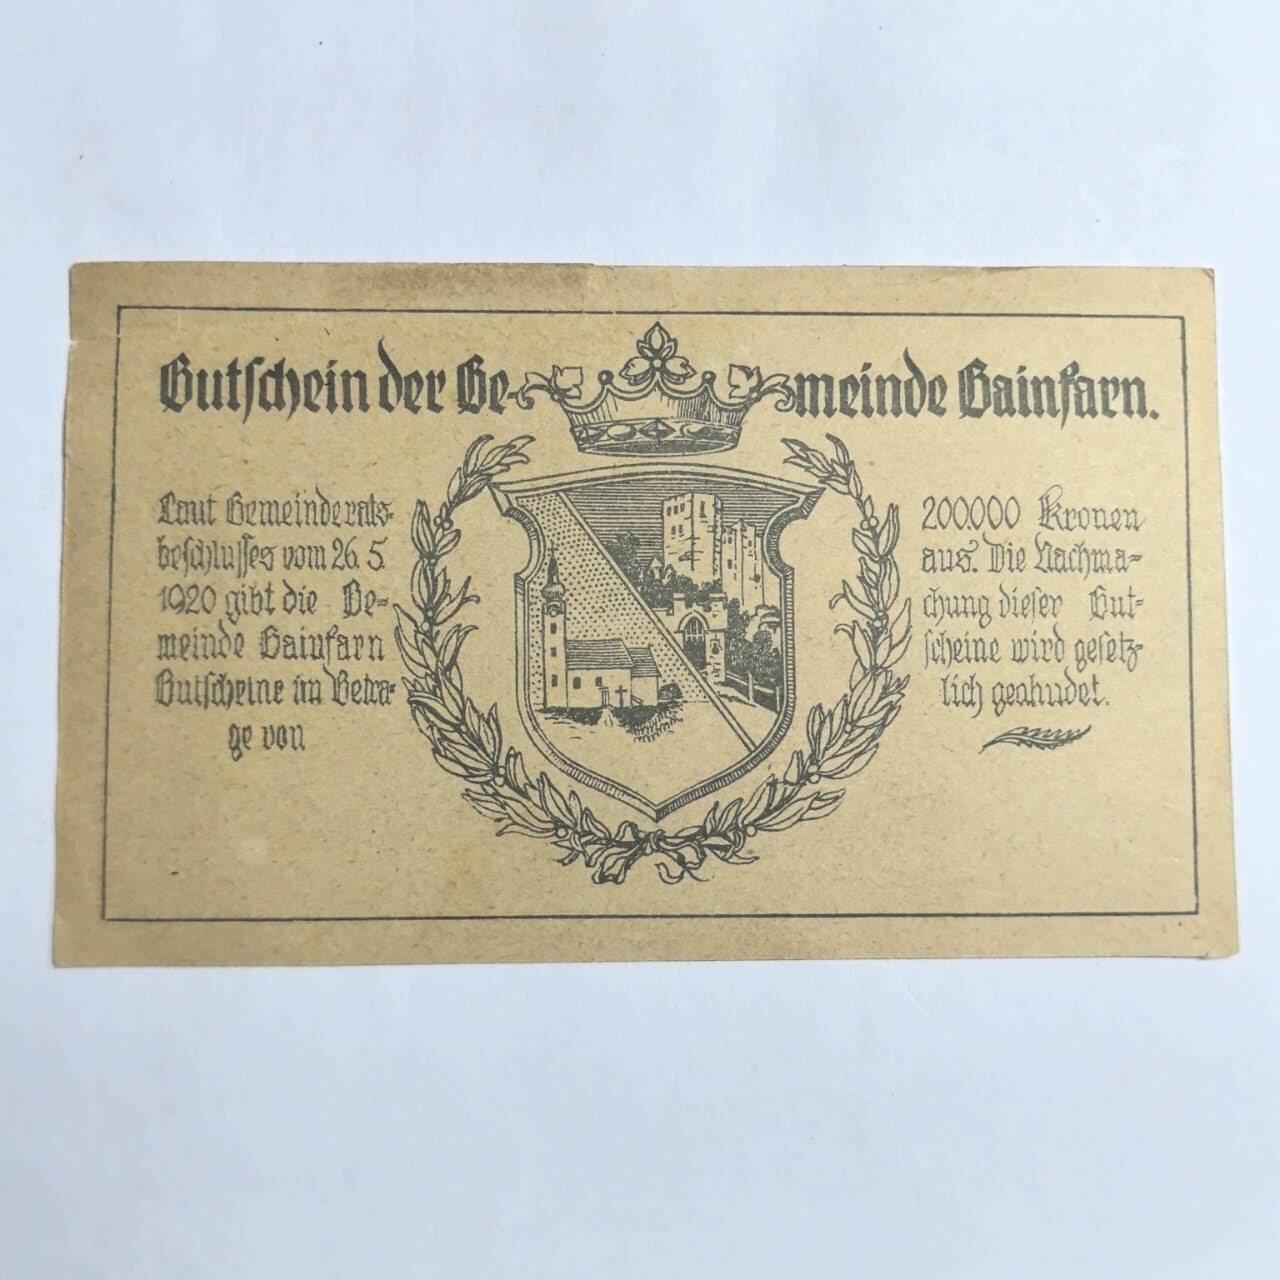 Gutschein der Ge-meinde Gainfarn.
Laut Gemeinderats-
beschlusses vom 26. 5.
1920 gibt die Ge-
meinde Gainfarn
Gutscheine im Betra-
ge von
200.000 Kronen
aus. Die Nachma-
chung dieser Gut-
scheine wird gesetz-
lich geahndet.